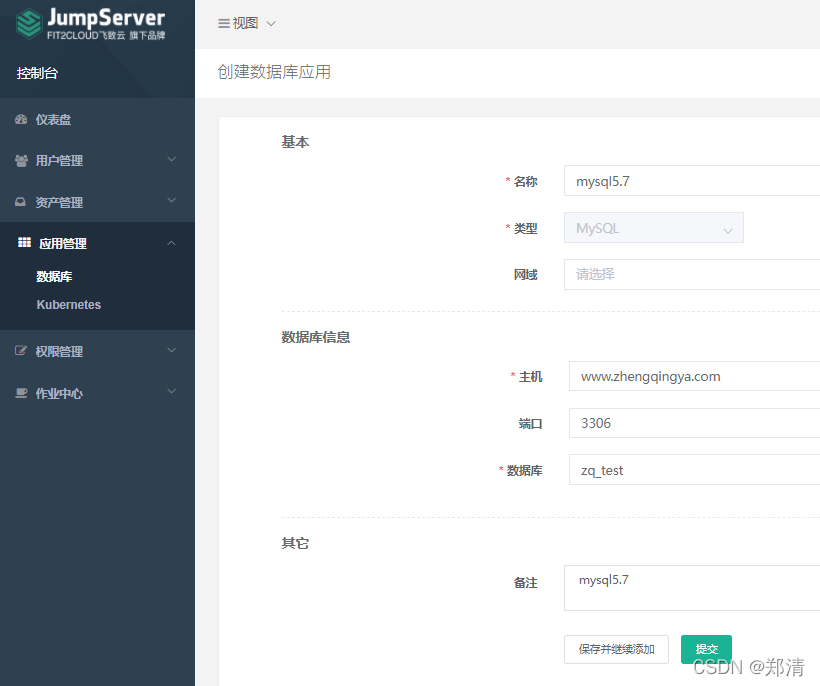 JumpServer
FIT2CLOUD飞致云 旗下品牌
控制台
仪表盘
用户管理
资产管理
应用管理
数据库
Kubernetes
权限管理
作业中心
视图
创建数据库应用
基本
* 名称 mysql5.7
* 类型 MySQL
网域 请选择
数据库信息
* 主机 www.zhengqingya.com
端口 3306
* 数据库 zq_test
其它
备注 mysql5.7
保存并继续添加 提交
CSDN @郑清